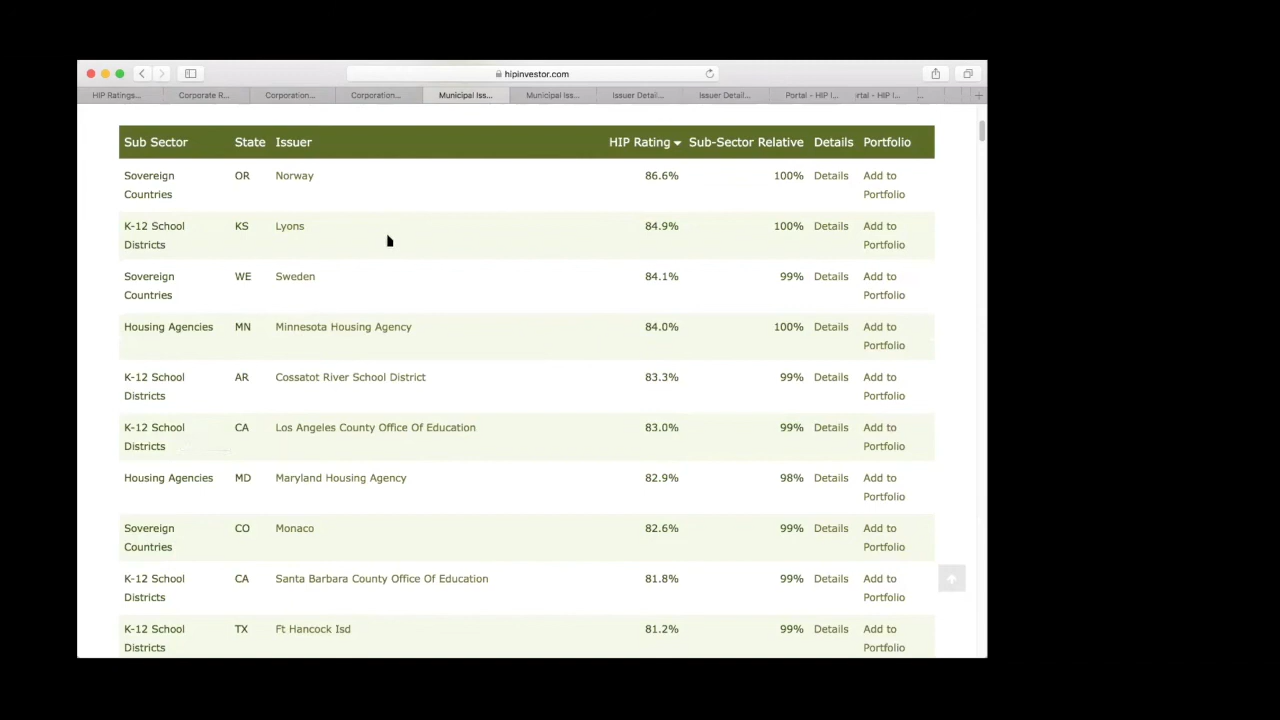 hipinvestor.com
HIP Ratings... Corporate R... Corporation... Corporation... Municipal Iss... Municipal Iss... Issuer Detail... Issuer Detail... Portal - HIP I... rtal - HIP I... ...
Sub Sector State Issuer HIP Rating Sub-Sector Relative Details Portfolio
Sovereign Countries OR Norway 86.6% 100% Details Add to Portfolio
K-12 School Districts KS Lyons 84.9% 100% Details Add to Portfolio
Sovereign Countries WE Sweden 84.1% 99% Details Add to Portfolio
Housing Agencies MN Minnesota Housing Agency 84.0% 100% Details Add to Portfolio
K-12 School Districts AR Cossatot River School District 83.3% 99% Details Add to Portfolio
K-12 School Districts CA Los Angeles County Office Of Education 83.0% 99% Details Add to Portfolio
Housing Agencies MD Maryland Housing Agency 82.9% 98% Details Add to Portfolio
Sovereign Countries CO Monaco 82.6% 99% Details Add to Portfolio
K-12 School Districts CA Santa Barbara County Office Of Education 81.8% 99% Details Add to Portfolio
K-12 School Districts TX Ft Hancock Isd 81.2% 99% Details Add to Portfolio